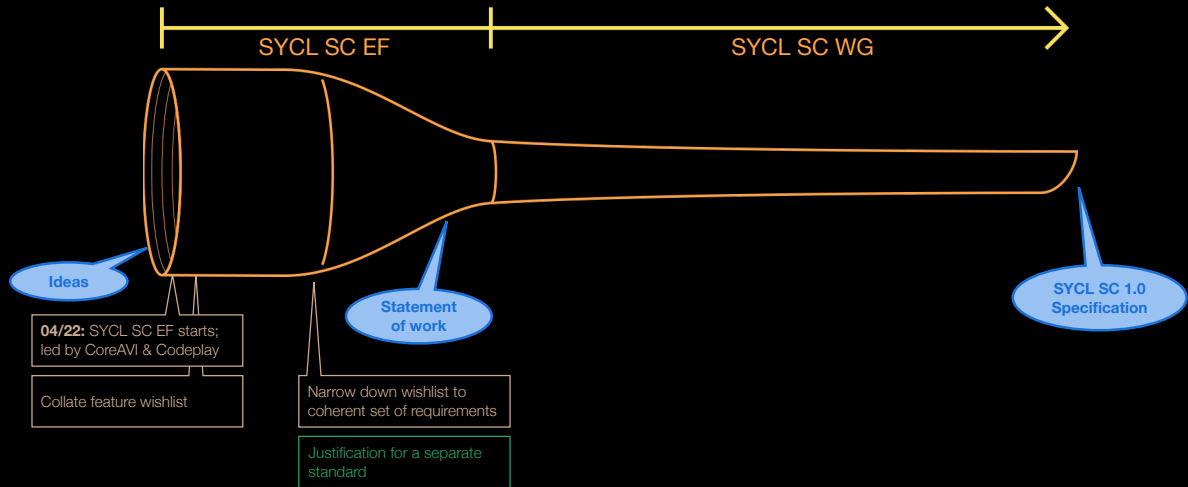 SYCL SC EF
SYCL SC WG
Ideas
Statement
of work
SYCL SC 1.0
Specification
04/22: SYCL SC EF starts;
led by CoreAVI & Codeplay
Collate feature wishlist
Narrow down wishlist to
coherent set of requirements
Justification for a separate
standard